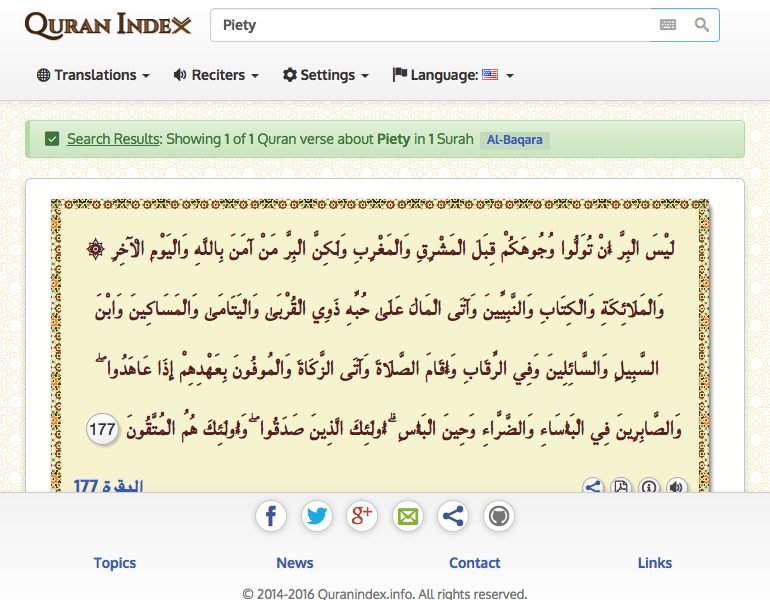 QURAN INDEX
Piety
Translations Reciters Settings Language:
Search Results: Showing 1 of 1 Quran verse about Piety in 1 Surah Al-Baqara
لَيْسَ الْبِرَّ أَنْ تُوَلُّوا وُجُوهَكُمْ قِبَلَ الْمَشْرِقِ وَالْمَغْرِبِ وَلَكِنَّ الْبِرَّ مَنْ آمَنَ بِاللَّهِ وَالْيَوْمِ الْآخِرِ ۞
وَالْمَلَائِكَةِ وَالْكِتَابِ وَالنَّبِيِّينَ وَآتَى الْمَالَ عَلَى حُبِّهِ ذَوِي الْقُرْبَى وَالْيَتَامَى وَالْمَسَاكِينَ وَابْنَ
السَّبِيلِ وَالسَّائِلِينَ وَفِي الرِّقَابِ وَأَقَامَ الصَّلَاةَ وَآتَى الزَّكَاةَ وَالْمُوفُونَ بِعَهْدِهِمْ إِذَا عَاهَدُوا ۖ
وَالصَّابِرِينَ فِي الْبَأْسَاءِ وَالضَّرَّاءِ وَحِينَ الْبَأْسِ ۗ أُولَئِكَ الَّذِينَ صَدَقُوا ۖ وَأُولَئِكَ هُمُ الْمُتَّقُونَ 177
البقرة 177
Topics News Contact Links
© 2014-2016 Quranindex.info. All rights reserved.